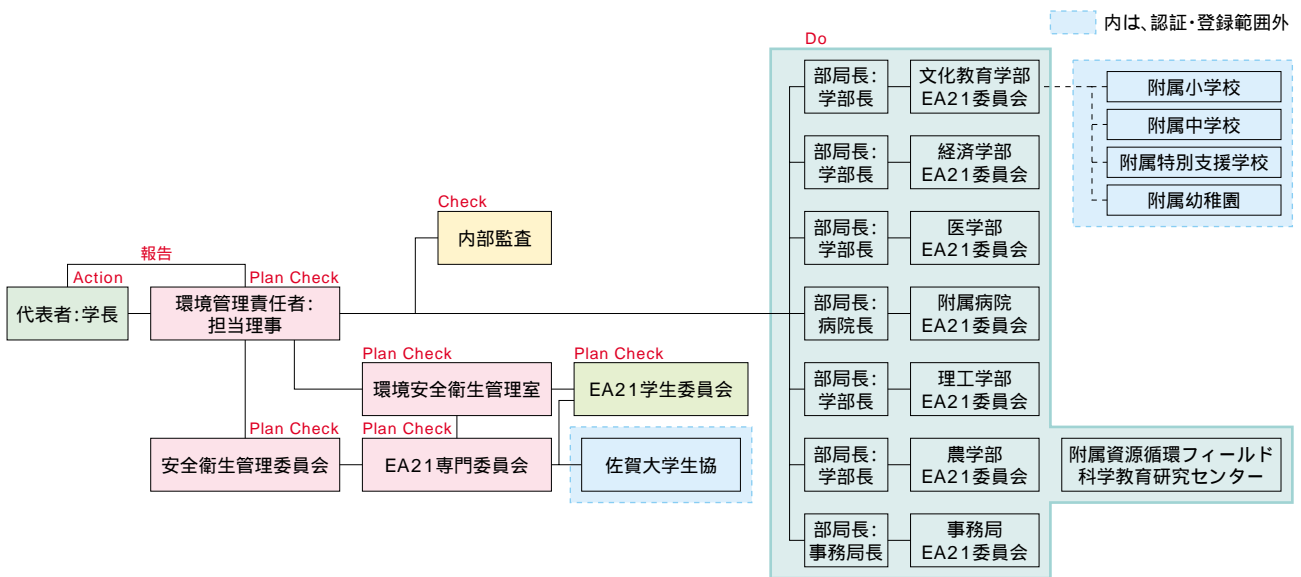 内は、認証・登録範囲外
Do
部局長：
学部長
文化教育学部
EA21委員会
附属小学校
附属中学校
附属特別支援学校
附属幼稚園
部局長：
学部長
経済学部
EA21委員会
Check
内部監査
部局長：
学部長
医学部
EA21委員会
報告
Action
代表者：学長
Plan Check
環境管理責任者：
担当理事
部局長：
病院長
附属病院
EA21委員会
Plan Check
環境安全衛生管理室
Plan Check
EA21学生委員会
部局長：
学部長
理工学部
EA21委員会
Plan Check
安全衛生管理委員会
Plan Check
EA21専門委員会
佐賀大学生協
部局長：
学部長
農学部
EA21委員会
附属資源循環フィールド
科学教育研究センター
部局長：
事務局長
事務局
EA21委員会